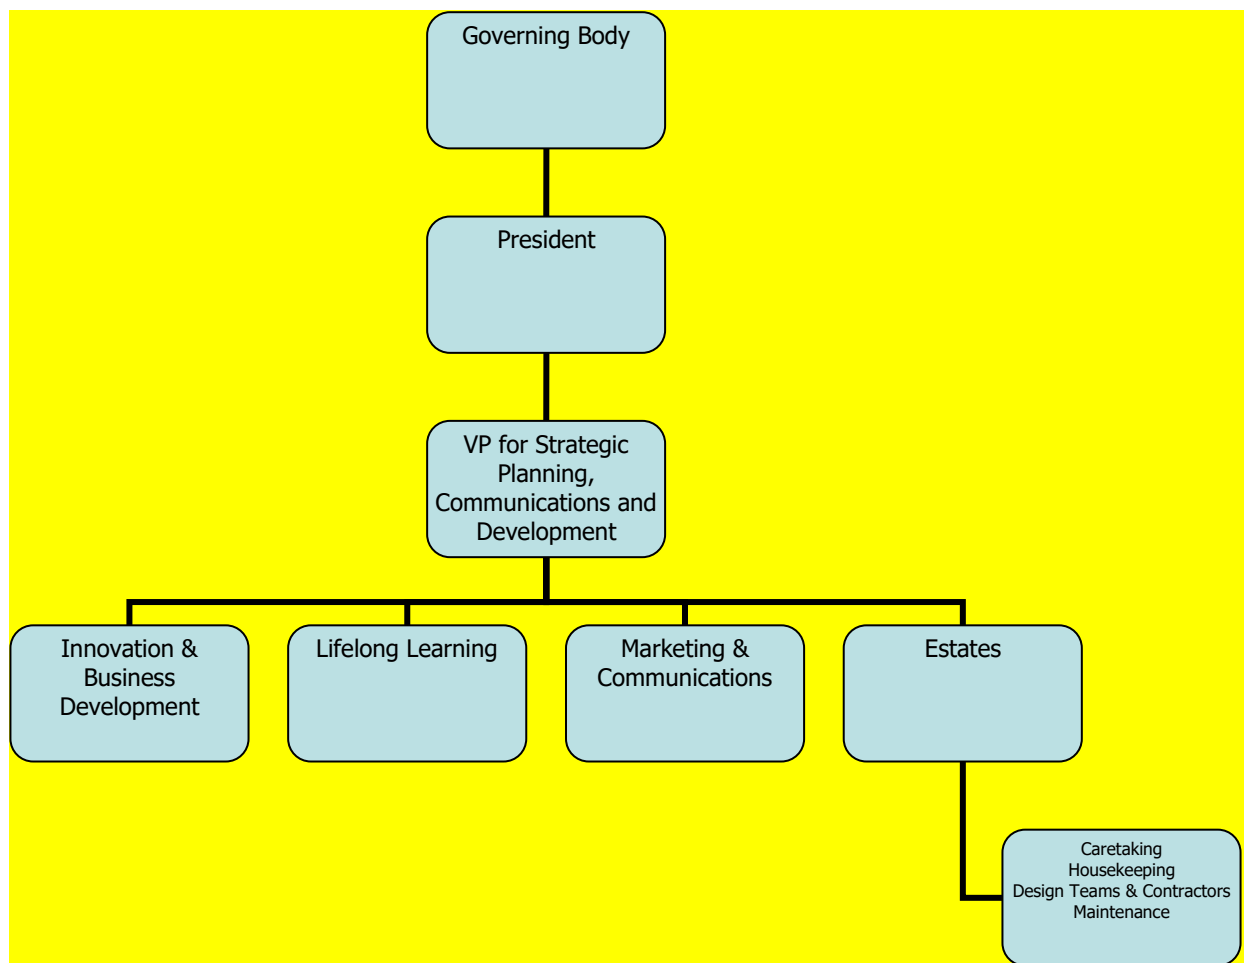 Governing Body
President
VP for Strategic
Planning,
Communications and
Development
Innovation &
Business
Development
Lifelong Learning
Marketing &
Communications
Estates
Caretaking
Housekeeping
Design Teams & Contractors
Maintenance